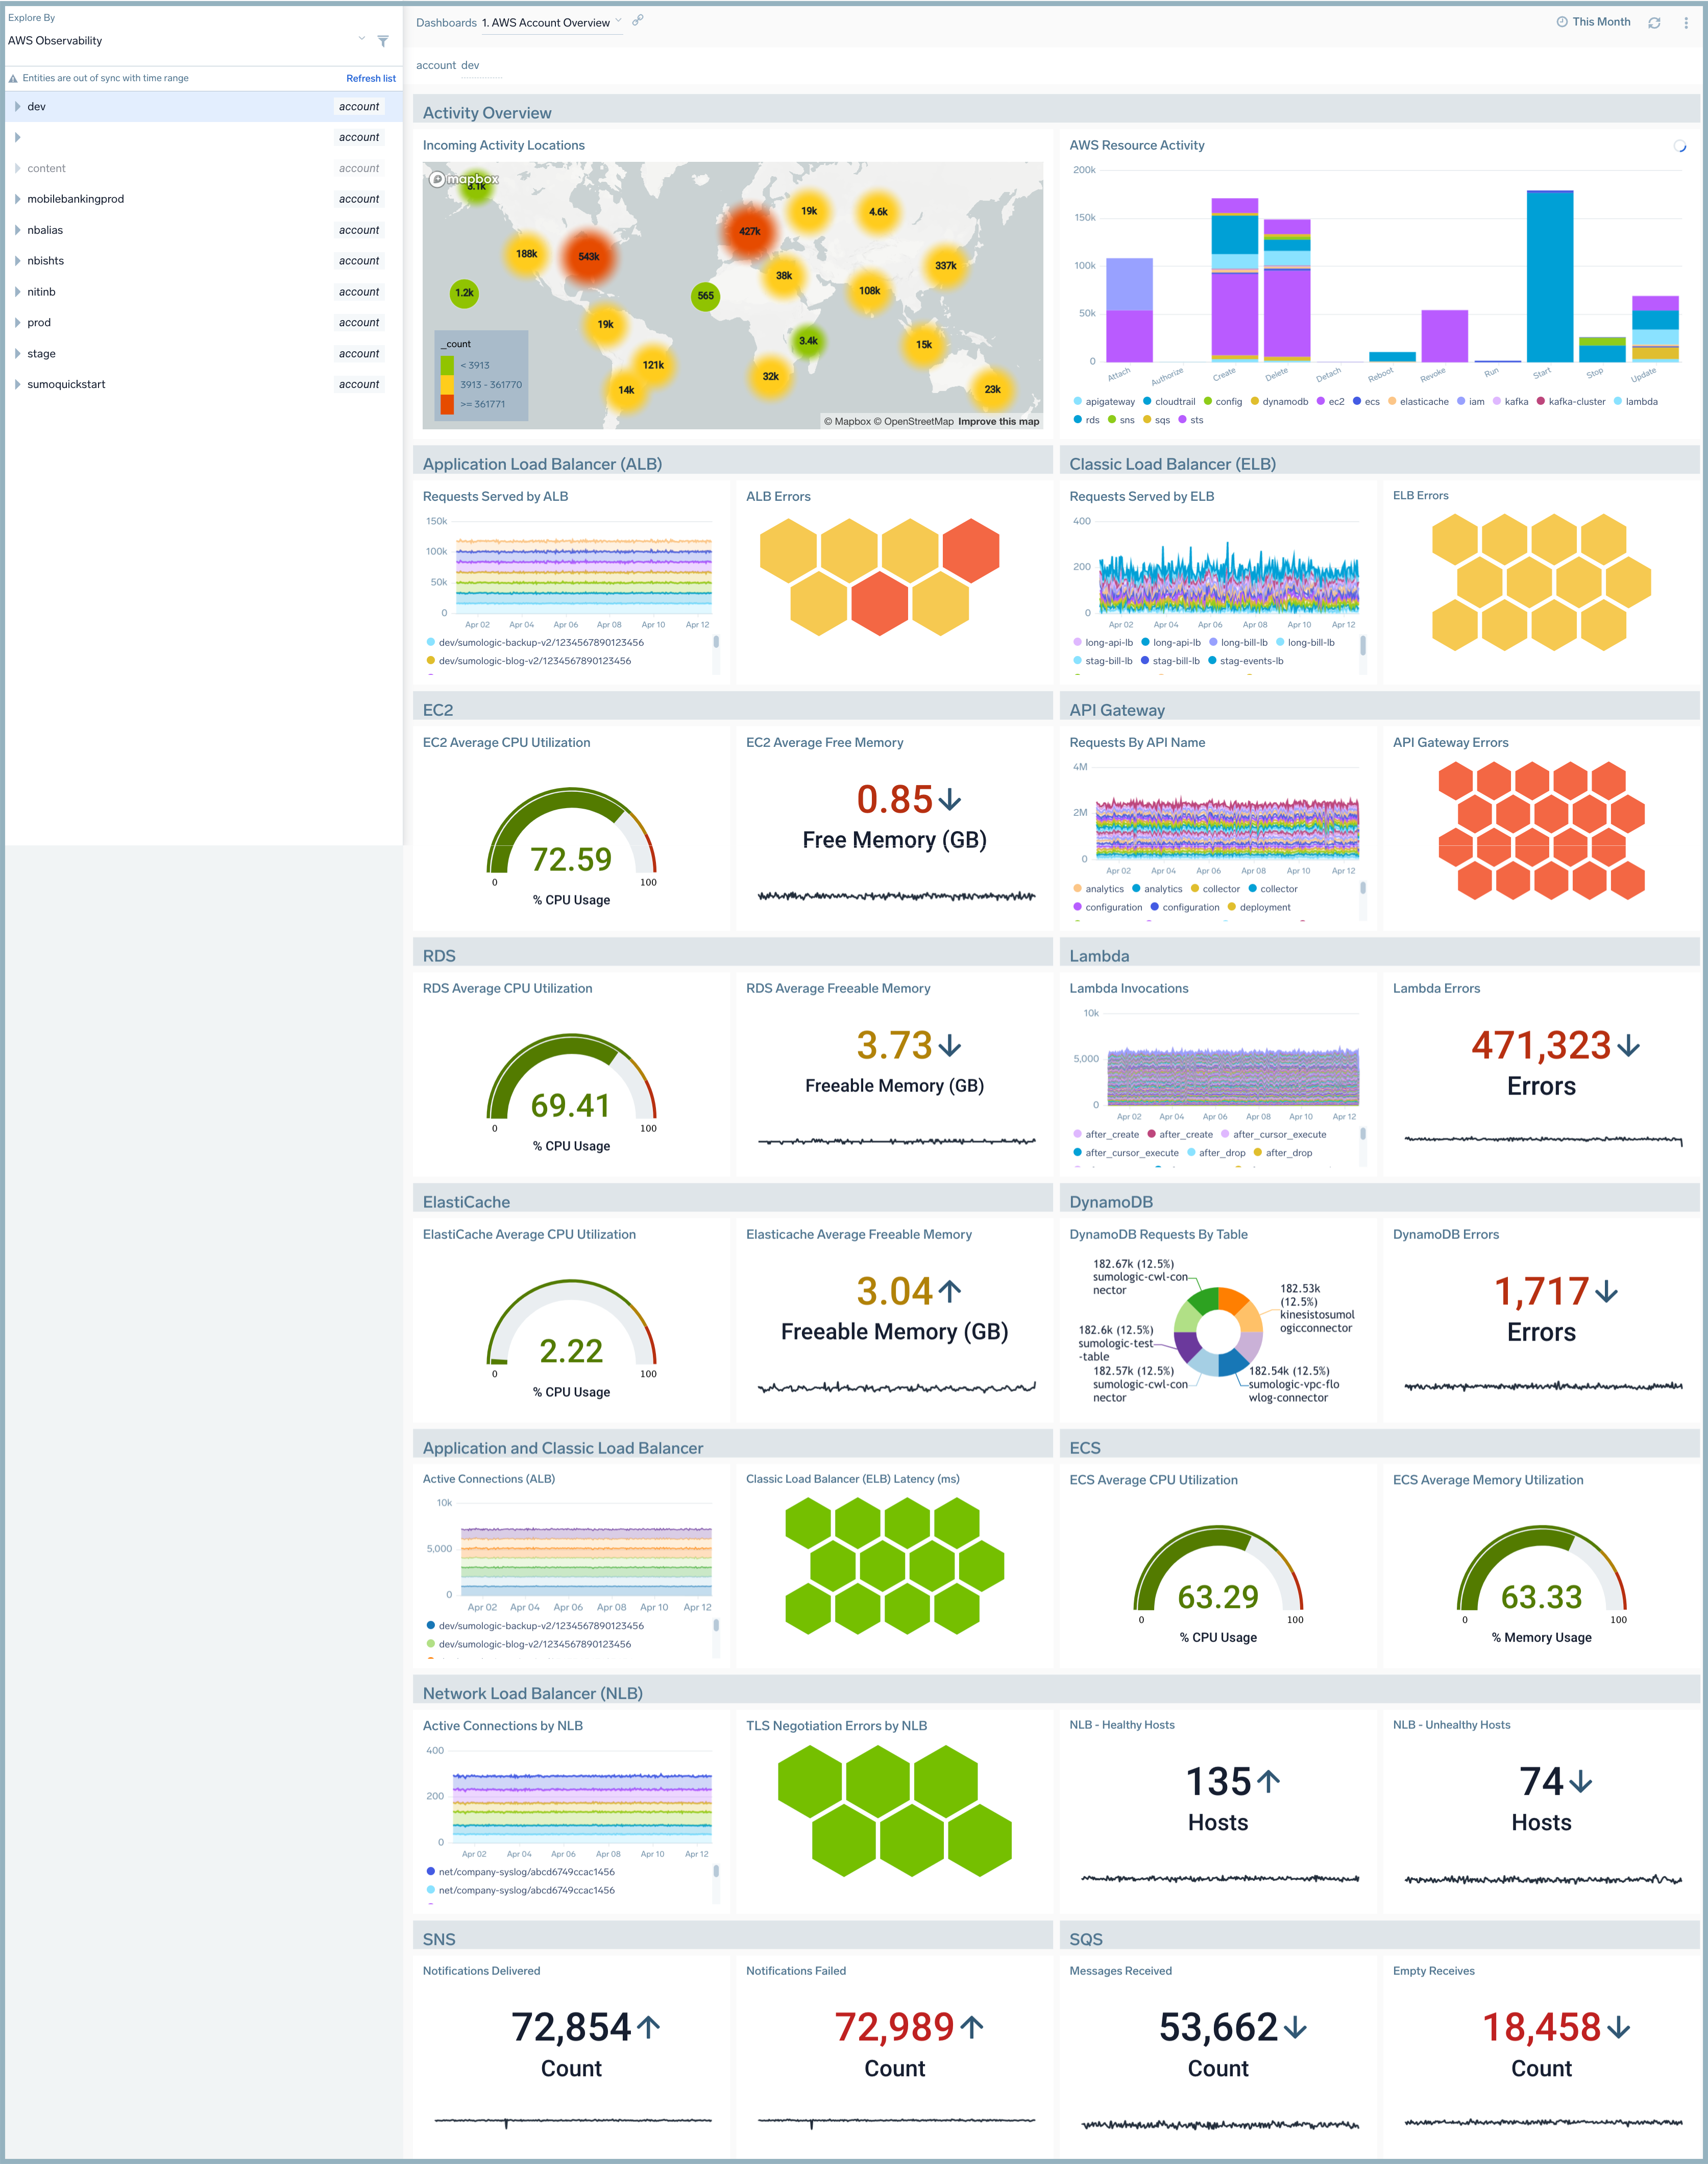 Explore By
AWS Observability
Entities are out of sync with time range Refresh list
dev account
account
content account
mobilebankingprod account
nbalias account
nbishts account
nitinb account
prod account
stage account
sumoquickstart account
Dashboards 1. AWS Account Overview This Month
account dev
Activity Overview
Incoming Activity Locations
mapbox
3.1k
188k
543k
427k
19k
4.6k
38k
337k
108k
1.2k
565
19k
3.4k
15k
121k
32k
14k
23k
_count
< 3913
3913 - 361770
>= 361771
© Mapbox © OpenStreetMap Improve this map
AWS Resource Activity
200k
150k
100k
50k
0
Attach Authorize Create Delete Detach Reboot Revoke Run Start Stop Update
apigateway cloudtrail config dynamodb ec2 ecs elasticache iam kafka kafka-cluster lambda
rds sns sqs sts
Application Load Balancer (ALB)
Requests Served by ALB
150k
100k
50k
0
Apr 02 Apr 04 Apr 06 Apr 08 Apr 10 Apr 12
dev/sumologic-backup-v2/1234567890123456
dev/sumologic-blog-v2/1234567890123456
ALB Errors
Classic Load Balancer (ELB)
Requests Served by ELB
400
200
0
Apr 02 Apr 04 Apr 06 Apr 08 Apr 10 Apr 12
long-api-lb long-api-lb long-bill-lb long-bill-lb
stag-bill-lb stag-bill-lb stag-events-lb
ELB Errors
EC2
EC2 Average CPU Utilization
72.59
0 100
% CPU Usage
EC2 Average Free Memory
0.85
Free Memory (GB)
API Gateway
Requests By API Name
4M
2M
0
Apr 02 Apr 04 Apr 06 Apr 08 Apr 10 Apr 12
analytics analytics collector collector
configuration configuration deployment
API Gateway Errors
RDS
RDS Average CPU Utilization
69.41
0 100
% CPU Usage
RDS Average Freeable Memory
3.73
Freeable Memory (GB)
Lambda
Lambda Invocations
10k
5,000
0
Apr 02 Apr 04 Apr 06 Apr 08 Apr 10 Apr 12
after_create after_create after_cursor_execute
after_cursor_execute after_drop after_drop
Lambda Errors
471,323
Errors
ElastiCache
ElastiCache Average CPU Utilization
2.22
0 100
% CPU Usage
Elasticache Average Freeable Memory
3.04
Freeable Memory (GB)
DynamoDB
DynamoDB Requests By Table
182.67k (12.5%)
sumologic-cwl-con
nector
182.53k
(12.5%)
kinesistosumol
ogicconnector
182.6k (12.5%)
sumologic-test
-table
182.57k (12.5%)
sumologic-cwl-con
nector
182.54k (12.5%)
sumologic-vpc-flo
wlog-connector
DynamoDB Errors
1,717
Errors
Application and Classic Load Balancer
Active Connections (ALB)
10k
5,000
0
Apr 02 Apr 04 Apr 06 Apr 08 Apr 10 Apr 12
dev/sumologic-backup-v2/1234567890123456
dev/sumologic-blog-v2/1234567890123456
Classic Load Balancer (ELB) Latency (ms)
ECS
ECS Average CPU Utilization
63.29
0 100
% CPU Usage
ECS Average Memory Utilization
63.33
0 100
% Memory Usage
Network Load Balancer (NLB)
Active Connections by NLB
400
200
0
Apr 02 Apr 04 Apr 06 Apr 08 Apr 10 Apr 12
net/company-syslog/abcd6749ccac1456
net/company-syslog/abcd6749ccac1456
TLS Negotiation Errors by NLB
NLB - Healthy Hosts
135
Hosts
NLB - Unhealthy Hosts
74
Hosts
SNS
Notifications Delivered
72,854
Count
Notifications Failed
72,989
Count
SQS
Messages Received
53,662
Count
Empty Receives
18,458
Count